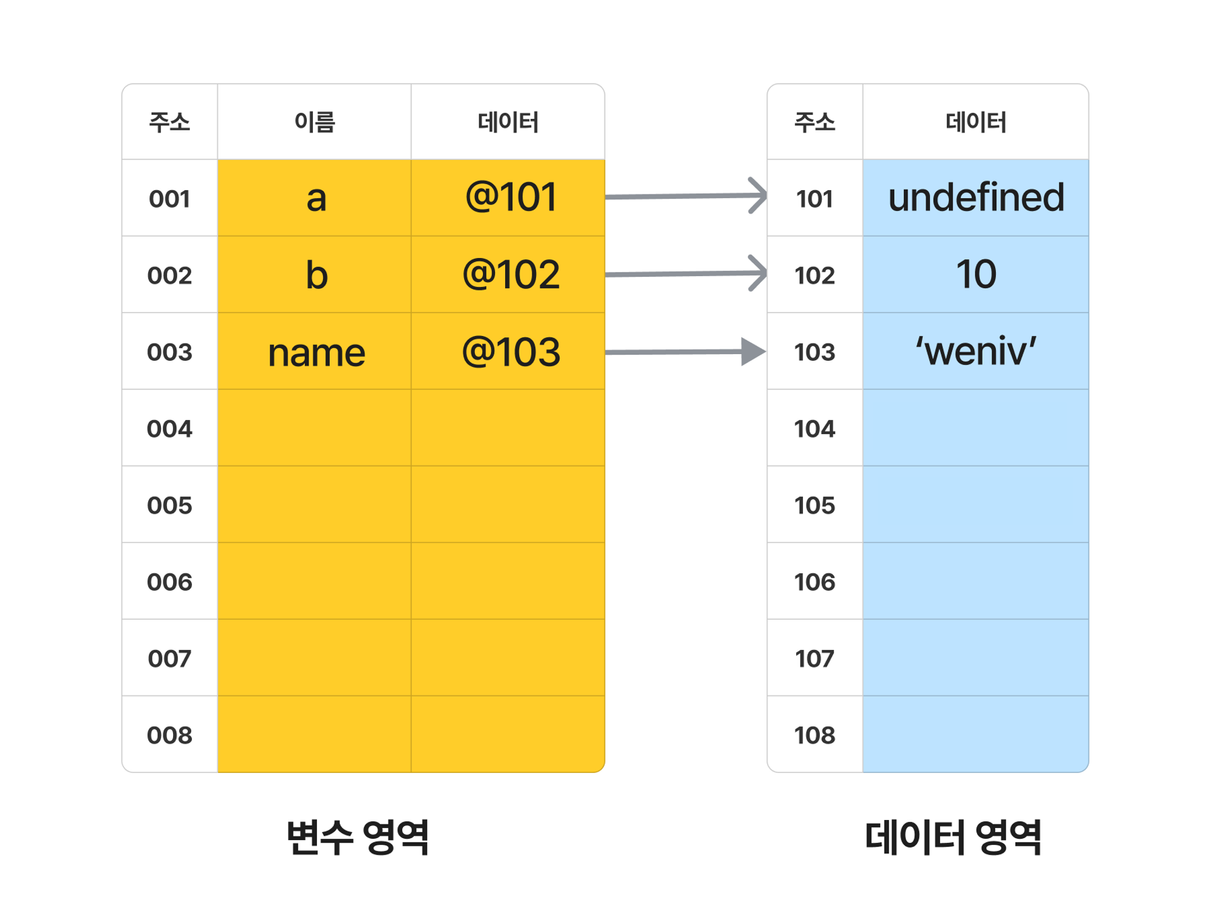 주소 이름 데이터 주소 데이터
001 a @101 101 undefined
002 b @102 102 10
003 name @103 103 ‘weniv’
004 104
005 105
006 106
007 107
008 108
변수 영역 데이터 영역